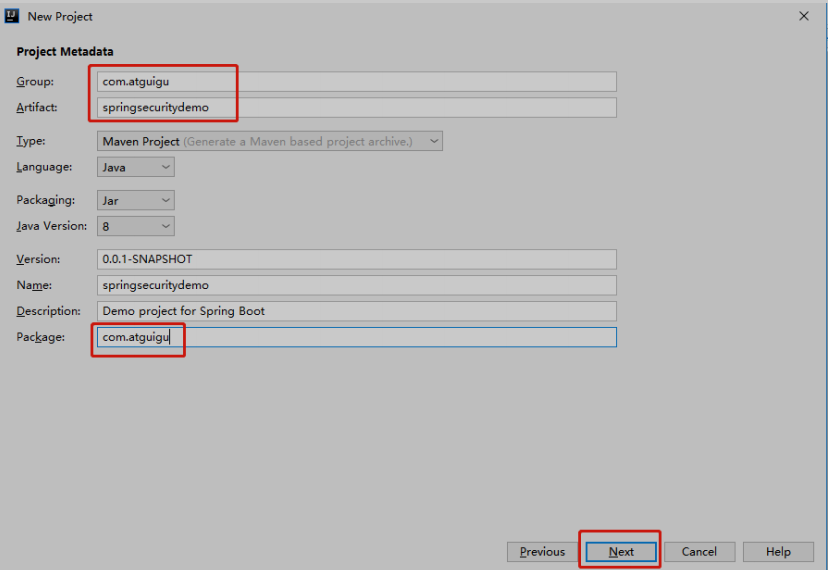 New Project
Project Metadata
Group: com.atguigu
Artifact: springsecuritydemo
Type: Maven Project (Generate a Maven based project archive.)
Language: Java
Packaging: Jar
Java Version: 8
Version: 0.0.1-SNAPSHOT
Name: springsecuritydemo
Description: Demo project for Spring Boot
Package: com.atguigu
Previous Next Cancel Help